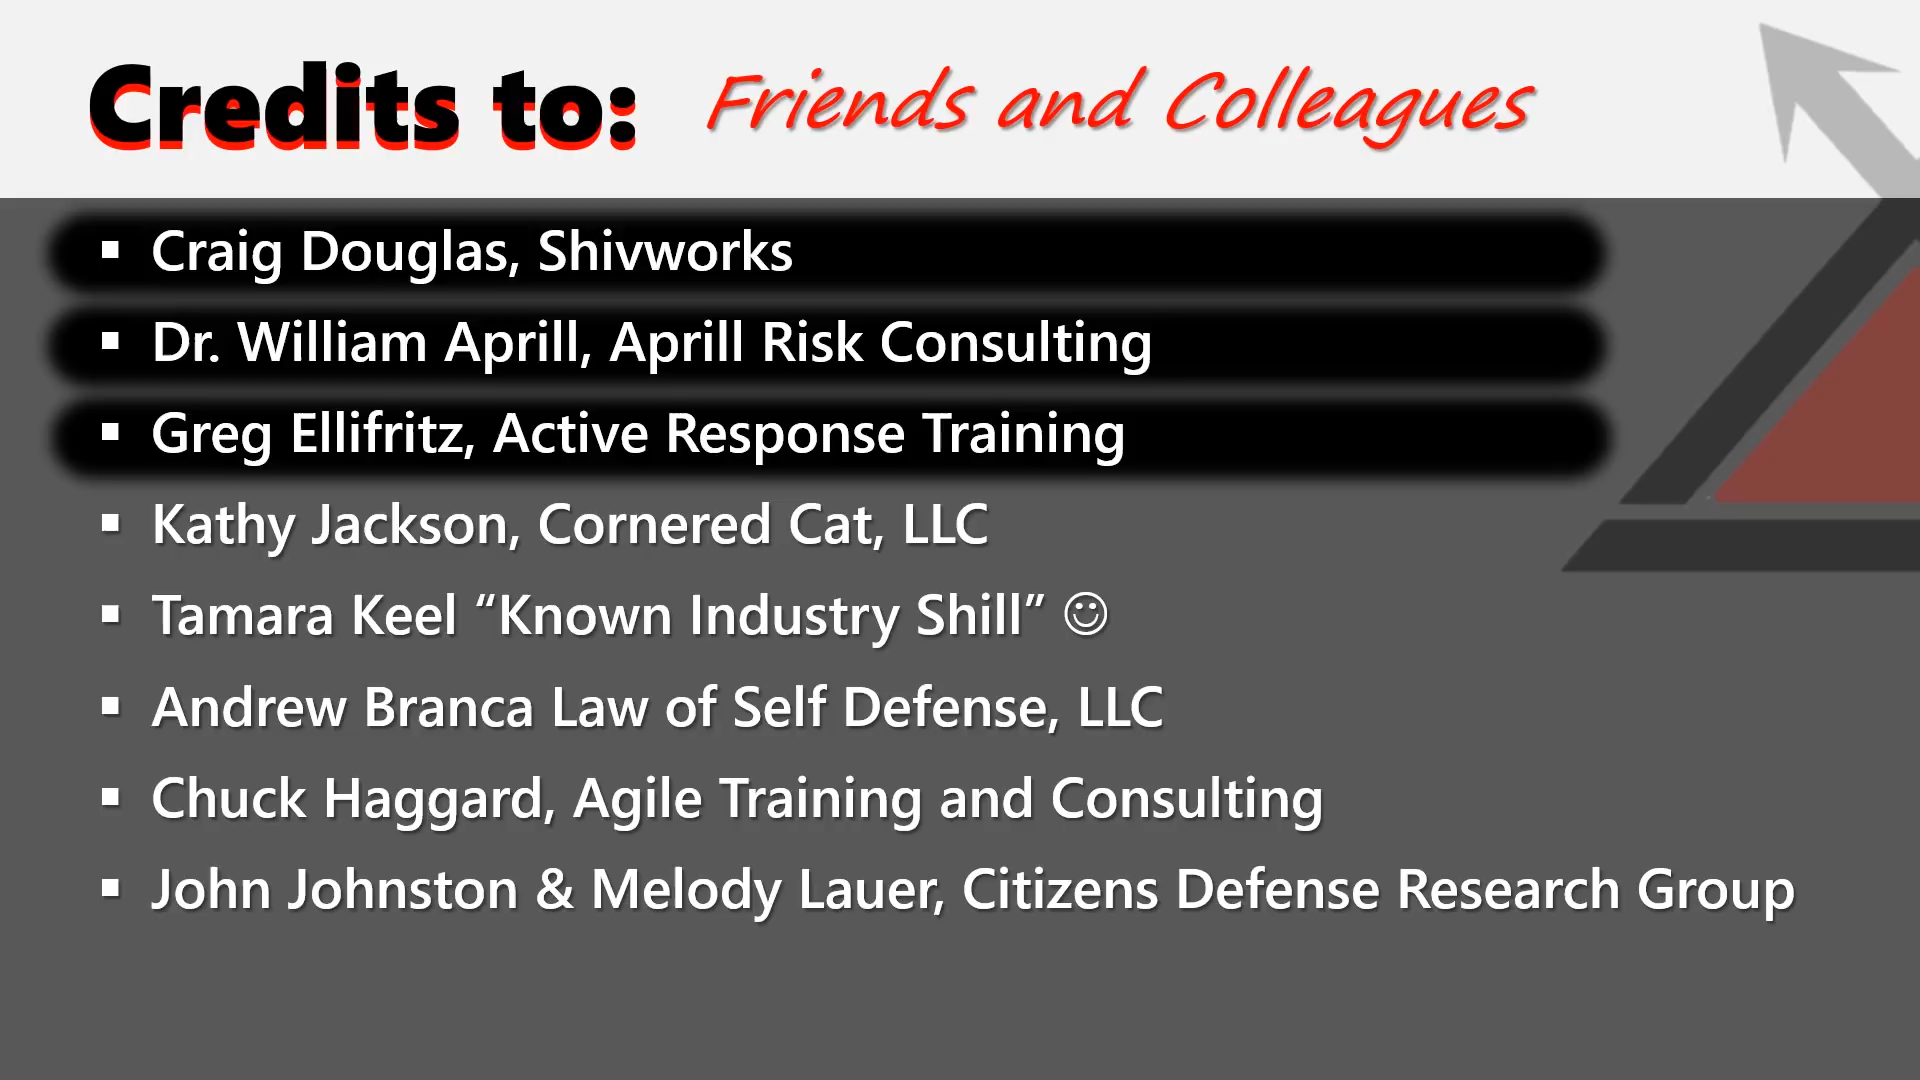 Credits to: Friends and Colleagues
▪ Craig Douglas, Shivworks
▪ Dr. William Aprill, Aprill Risk Consulting
▪ Greg Ellifritz, Active Response Training
▪ Kathy Jackson, Cornered Cat, LLC
▪ Tamara Keel “Known Industry Shill” ☺
▪ Andrew Branca Law of Self Defense, LLC
▪ Chuck Haggard, Agile Training and Consulting
▪ John Johnston & Melody Lauer, Citizens Defense Research Group